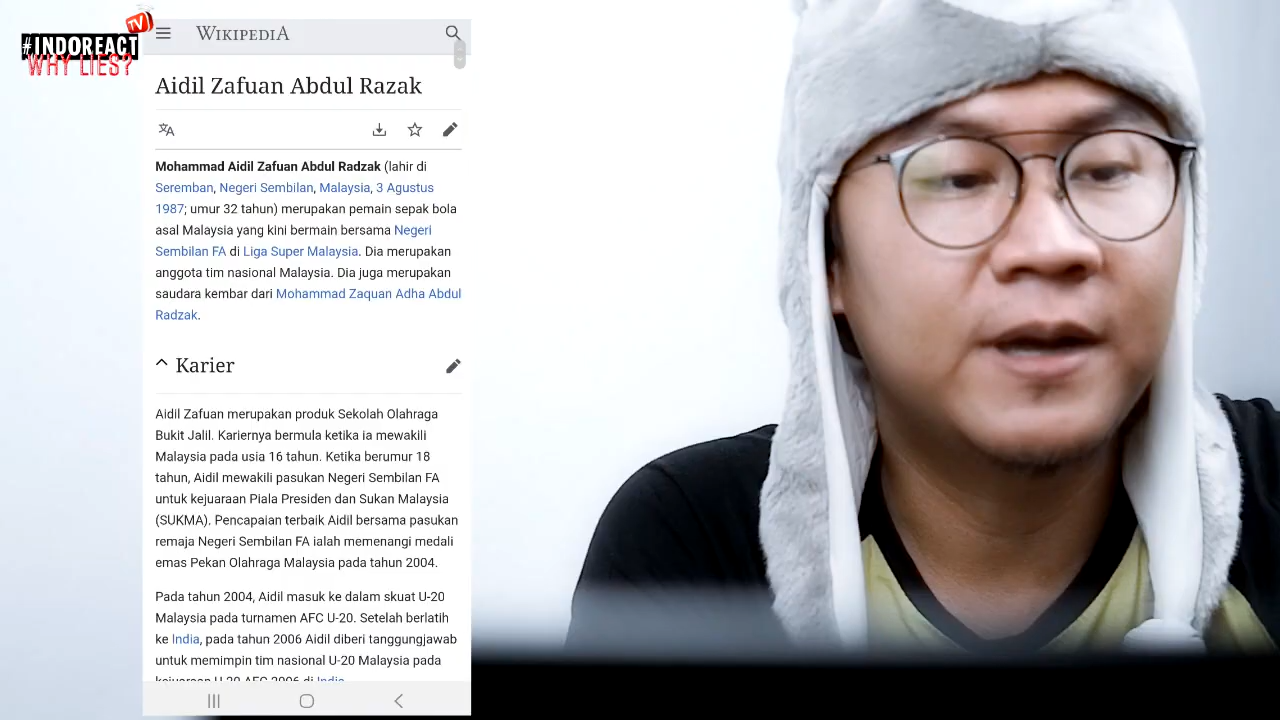 TV
#INDOREACT
WHY LIES?
WIKIPEDIA
Aidil Zafuan Abdul Razak
Mohammad Aidil Zafuan Abdul Radzak (lahir di
Seremban, Negeri Sembilan, Malaysia, 3 Agustus
1987; umur 32 tahun) merupakan pemain sepak bola
asal Malaysia yang kini bermain bersama Negeri
Sembilan FA di Liga Super Malaysia. Dia merupakan
anggota tim nasional Malaysia. Dia juga merupakan
saudara kembar dari Mohammad Zaquan Adha Abdul
Radzak.
Karier
Aidil Zafuan merupakan produk Sekolah Olahraga
Bukit Jalil. Kariernya bermula ketika ia mewakili
Malaysia pada usia 16 tahun. Ketika berumur 18
tahun, Aidil mewakili pasukan Negeri Sembilan FA
untuk kejuaraan Piala Presiden dan Sukan Malaysia
(SUKMA). Pencapaian terbaik Aidil bersama pasukan
remaja Negeri Sembilan FA ialah memenangi medali
emas Pekan Olahraga Malaysia pada tahun 2004.
Pada tahun 2004, Aidil masuk ke dalam skuat U-20
Malaysia pada turnamen AFC U-20. Setelah berlatih
ke India, pada tahun 2006 Aidil diberi tanggungjawab
untuk memimpin tim nasional U-20 Malaysia pada
kejuaraan U-20 AFC 2006 di India.